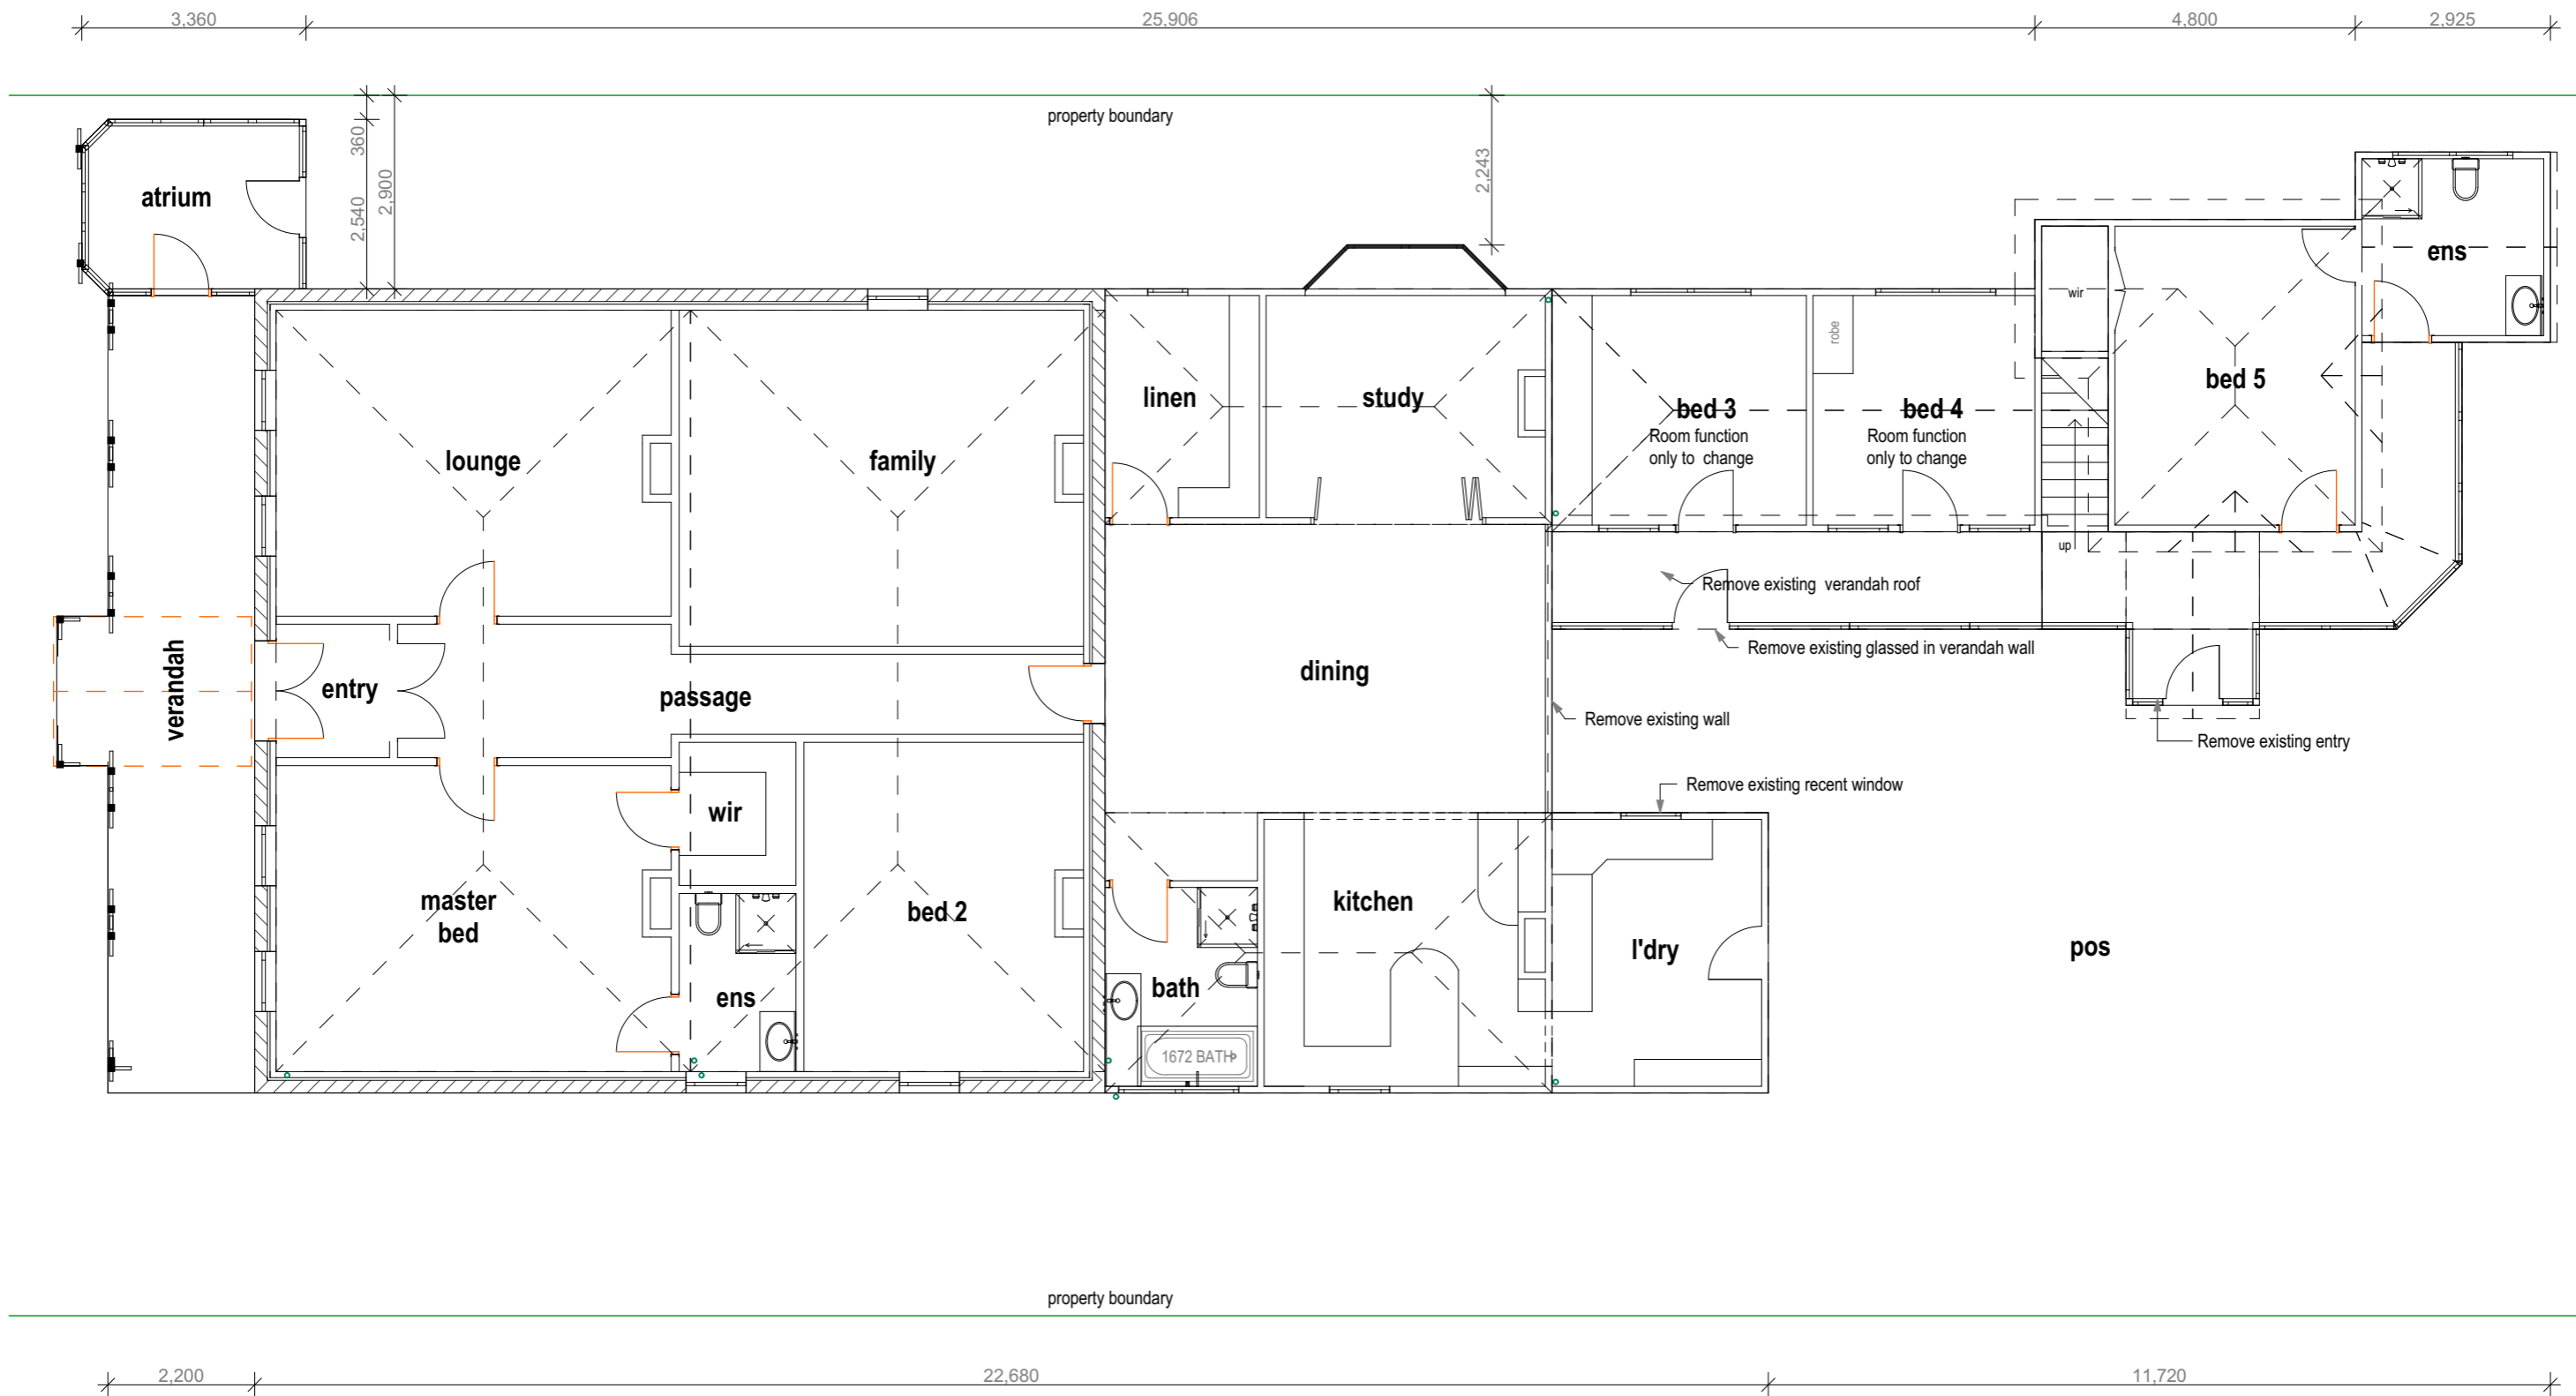 3,360
25,906
4,800
2,925
property boundary
360
2,540
2,900
2,243
atrium
ens
wir
robe
linen
study
bed 3
Room function
only to change
bed 4
Room function
only to change
bed 5
lounge
family
up
Remove existing verandah roof
Remove existing glassed in verandah wall
verandah
entry
passage
dining
Remove existing wall
Remove existing entry
Remove existing recent window
wir
master
bed
bed 2
kitchen
l'dry
pos
ens
bath
1672 BATH
property boundary
2,200
22,680
11,720